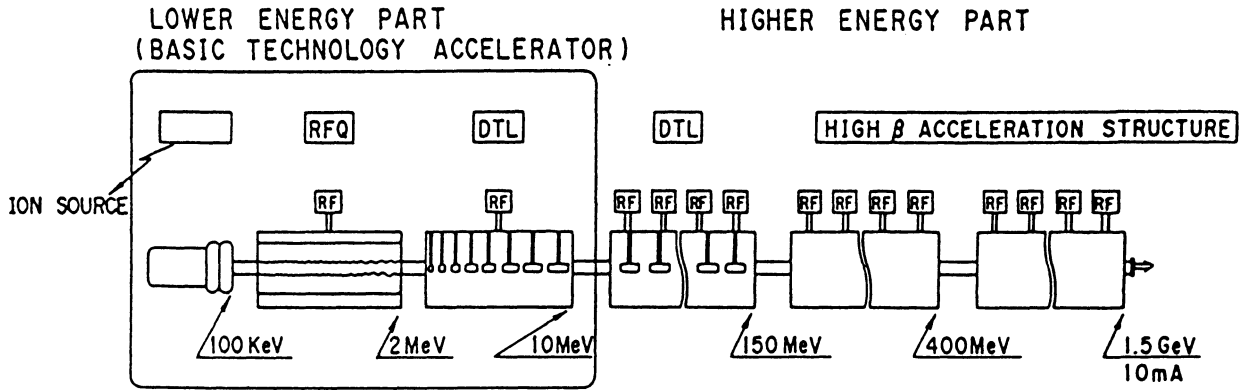 LOWER ENERGY PART
(BASIC TECHNOLOGY ACCELERATOR)
HIGHER ENERGY PART
RFQ
DTL
DTL
HIGH β ACCELERATION STRUCTURE
ION SOURCE
RF
RF
RF
RF
RF
RF
RF
RF
RF
RF
RF
RF
RF
RF
100 KeV
2 MeV
10 MeV
150 MeV
400 MeV
1.5 GeV
10mA